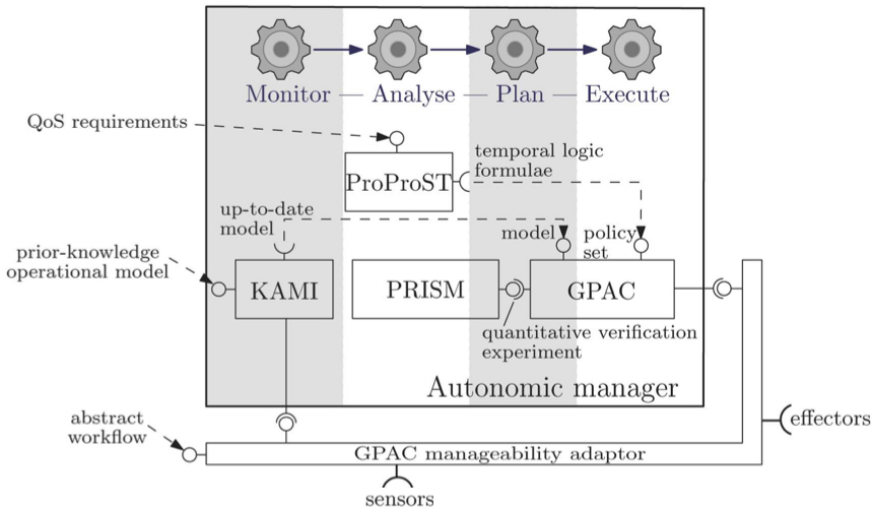 Monitor — Analyse — Plan — Execute
QoS requirements
temporal logic
formulae
ProProST
up-to-date
model
model
policy
set
prior-knowledge
operational model
KAMI
PRISM
GPAC
quantitative verification
experiment
Autonomic manager
abstract
workflow
effectors
GPAC manageability adaptor
sensors